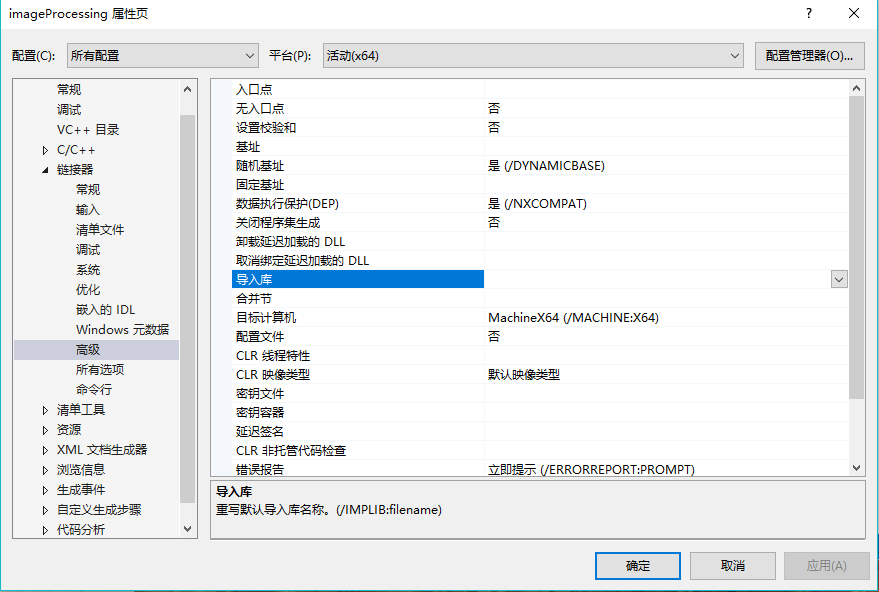 imageProcessing 属性页
配置(C): 所有配置 平台(P): 活动(x64) 配置管理器(O)...
常规
调试
VC++ 目录
C/C++
链接器
常规
输入
清单文件
调试
系统
优化
嵌入的 IDL
Windows 元数据
高级
所有选项
命令行
清单工具
资源
XML 文档生成器
浏览信息
生成事件
自定义生成步骤
代码分析
入口点
无入口点 否
设置校验和 否
基址
随机基址 是 (/DYNAMICBASE)
固定基址
数据执行保护(DEP) 是 (/NXCOMPAT)
关闭程序集生成 否
卸载延迟加载的 DLL
取消绑定延迟加载的 DLL
导入库
合并节
目标计算机 MachineX64 (/MACHINE:X64)
配置文件 否
CLR 线程特性
CLR 映像类型 默认映像类型
密钥文件
密钥容器
延迟签名
CLR 非托管代码检查
错误报告 立即提示 (/ERRORREPORT:PROMPT)
导入库
重写默认导入库名称。(/IMPLIB:filename)
确定 取消 应用(A)